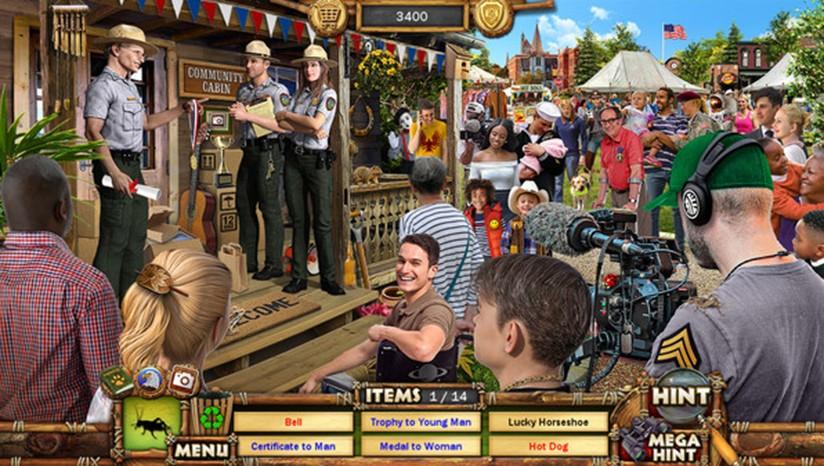 3400
COMMUNITY
CABIN
12
WELCOME
ITEMS 1/14
HINT
Bell
Trophy to Young Man
Lucky Horseshoe
MENU
Certificate to Man
Medal to Woman
Hot Dog
MEGA
HINT